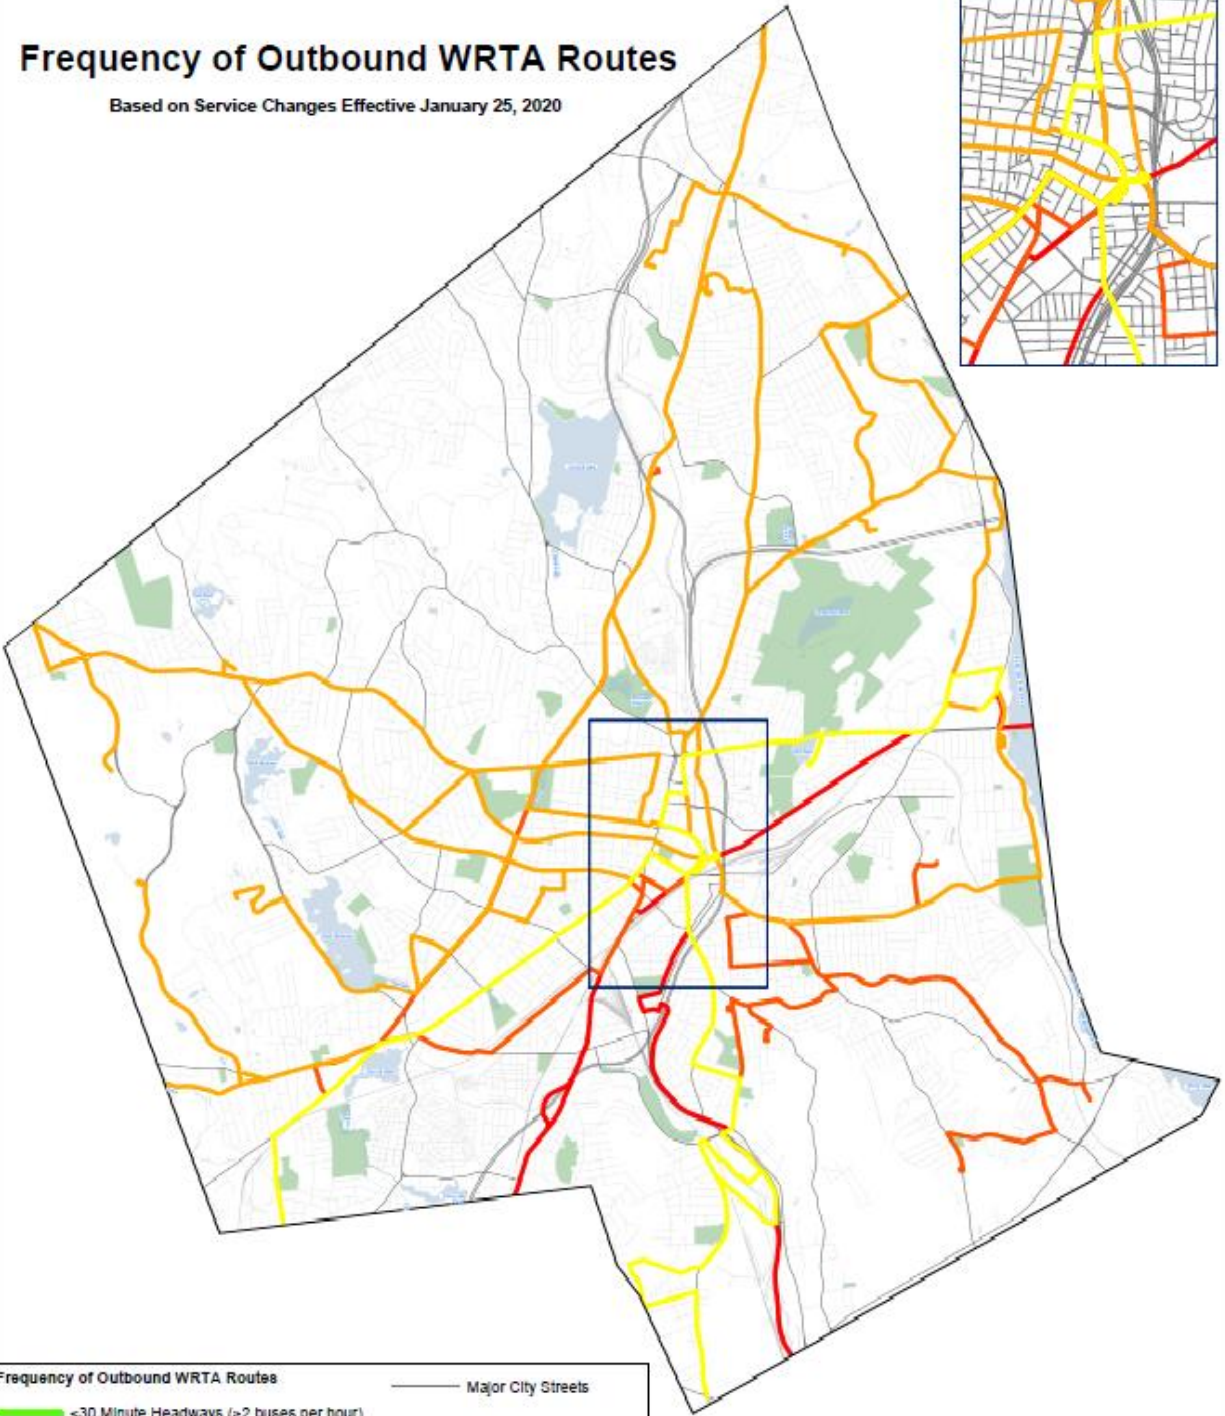 Frequency of Outbound WRTA Routes
Based on Service Changes Effective January 25, 2020
Frequency of Outbound WRTA Routes
Major City Streets
<30 Minute Headways (>2 buses per hour)